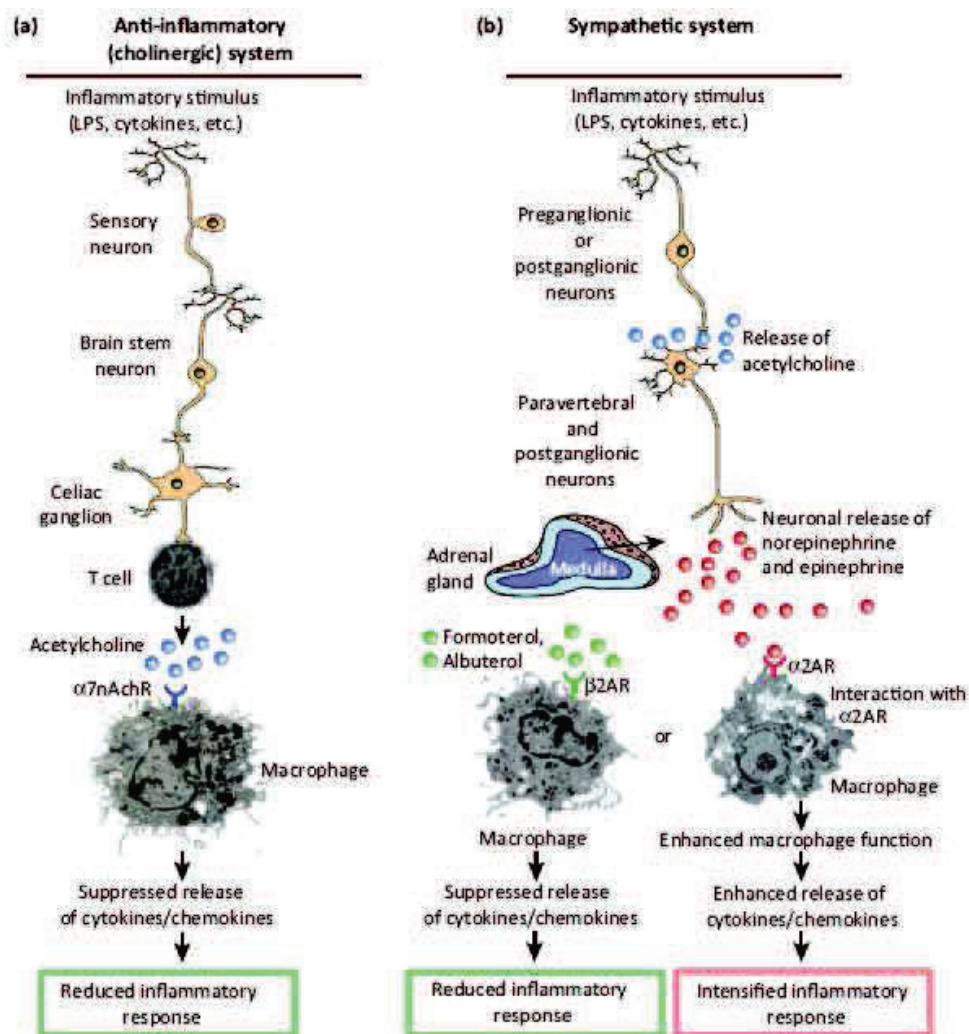 (a)
Anti-inflammatory
(cholinergic) system
Inflammatory stimulus
(LPS, cytokines, etc.)
Sensory
neuron
Brain stem
neuron
Celiac
ganglion
T cell
Acetylcholine
α7nAchR
Macrophage
Suppressed release
of cytokines/chemokines
Reduced inflammatory
response
(b)
Sympathetic system
Inflammatory stimulus
(LPS, cytokines, etc.)
Preganglionic
or
postganglionic
neurons
Release of
acetylcholine
Paravertebral
and
postganglionic
neurons
Neuronal release of
norepinephrine
and epinephrine
Adrenal
gland
Medulla
Formoterol,
Albuterol
β2AR
α2AR
Interaction with
α2AR
or
Macrophage
Macrophage
Enhanced macrophage function
Suppressed release
of cytokines/chemokines
Enhanced release of
cytokines/chemokines
Reduced inflammatory
response
Intensified inflammatory
response